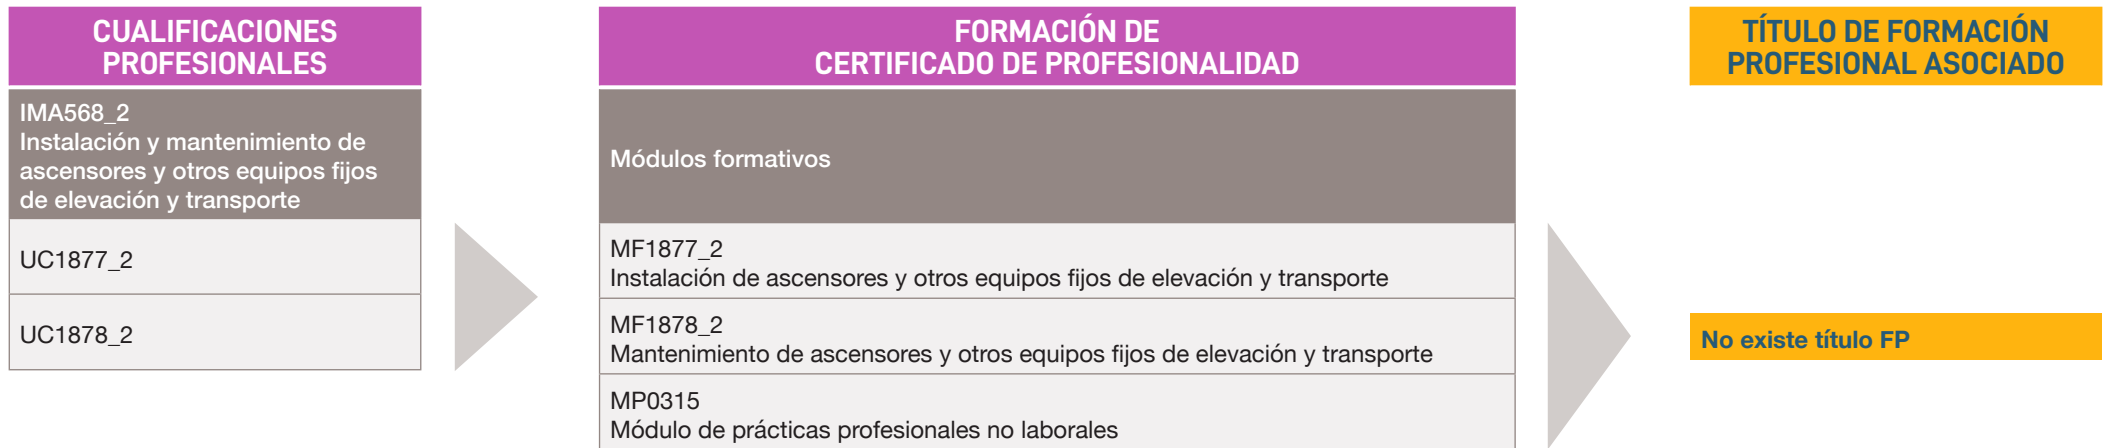 CUALIFICACIONES
PROFESIONALES
IMA568_2
Instalación y mantenimiento de
ascensores y otros equipos fijos
de elevación y transporte
UC1877_2
UC1878_2
FORMACIÓN DE
CERTIFICADO DE PROFESIONALIDAD
Módulos formativos
MF1877_2
Instalación de ascensores y otros equipos fijos de elevación y transporte
MF1878_2
Mantenimiento de ascensores y otros equipos fijos de elevación y transporte
MP0315
Módulo de prácticas profesionales no laborales
TÍTULO DE FORMACIÓN
PROFESIONAL ASOCIADO
No existe título FP